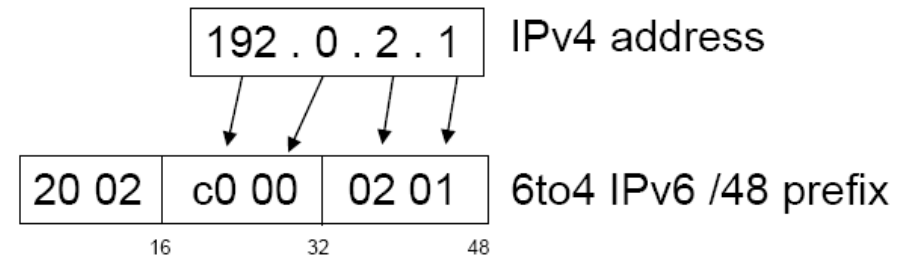 192 . 0 . 2 . 1 IPv4 address
20 02 c0 00 02 01 6to4 IPv6 /48 prefix
16 32 48